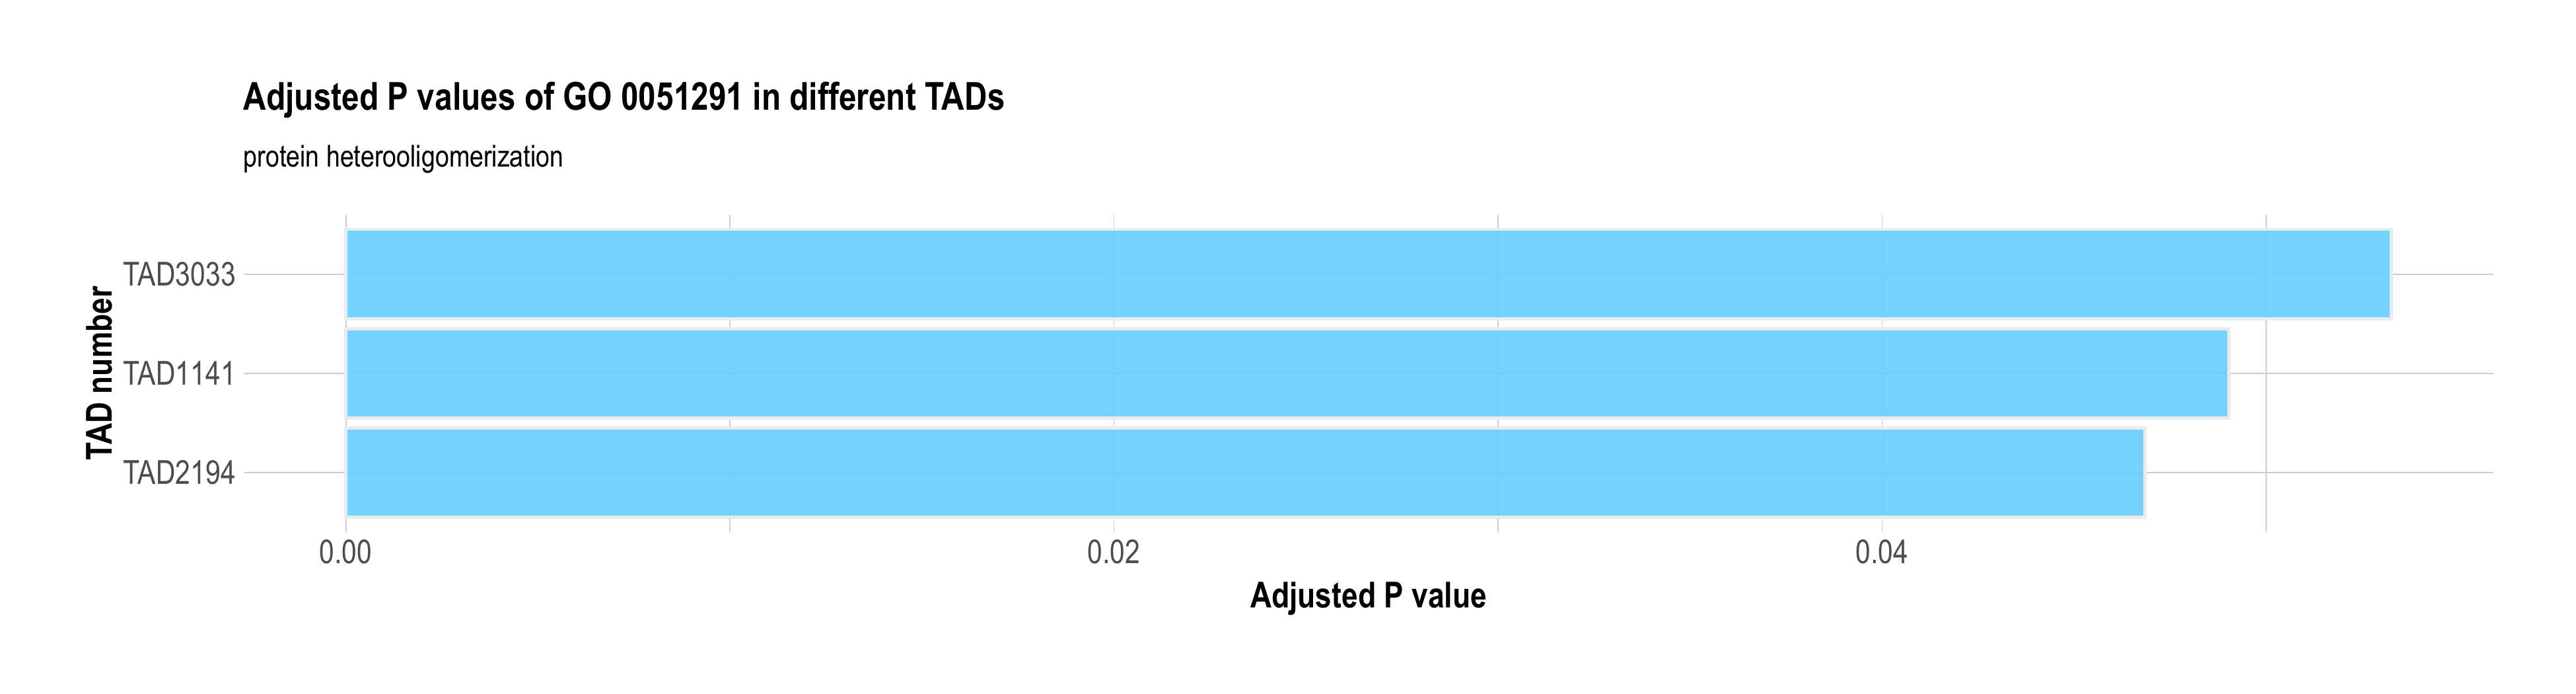 Adjusted P values of GO 0051291 in different TADs
protein heterooligomerization
TAD number
TAD3033
TAD1141
TAD2194
0.00 0.02 0.04
Adjusted P value